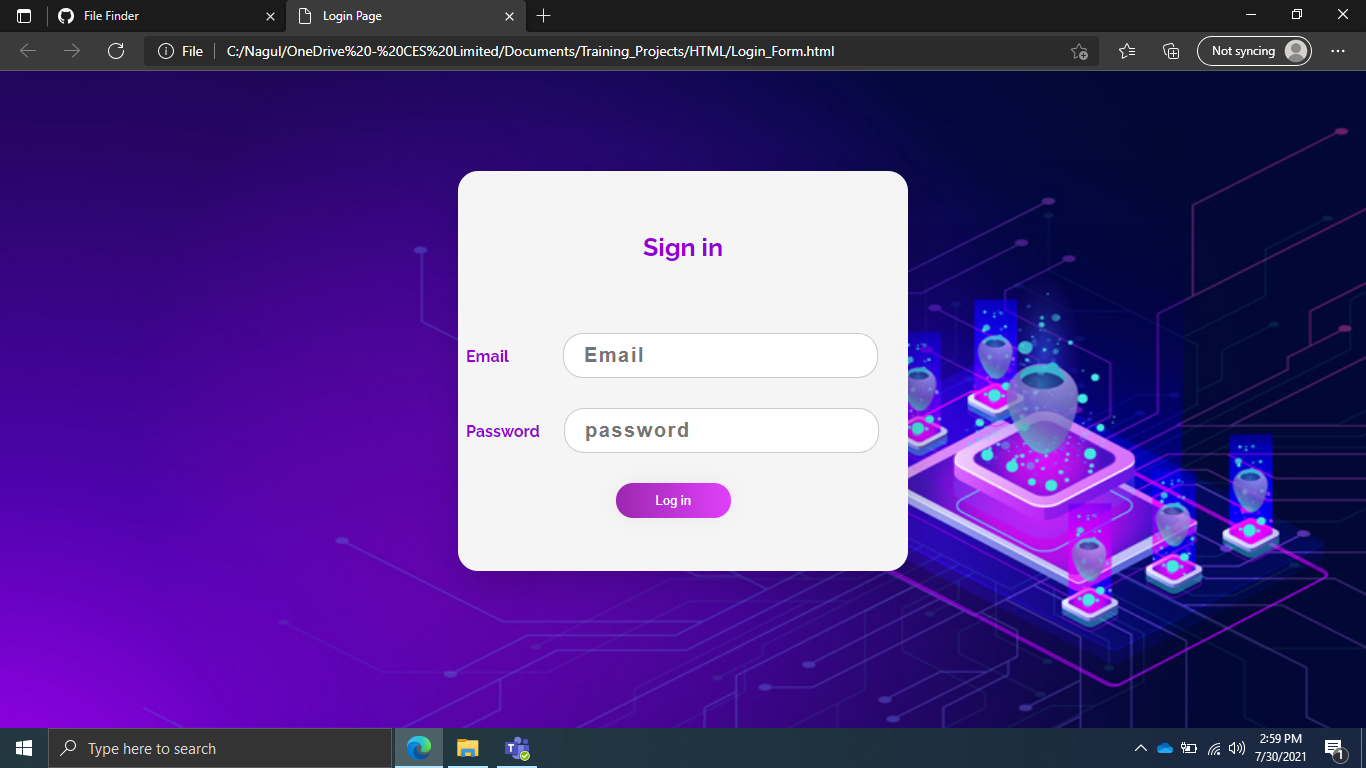 File Finder
Login Page
File
C:/Nagul/OneDrive%20-%20CES%20Limited/Documents/Training_Projects/HTML/Login_Form.html
Not syncing
Sign in
Email
Email
Password
password
Log in
Type here to search
2:59 PM
7/30/2021
1